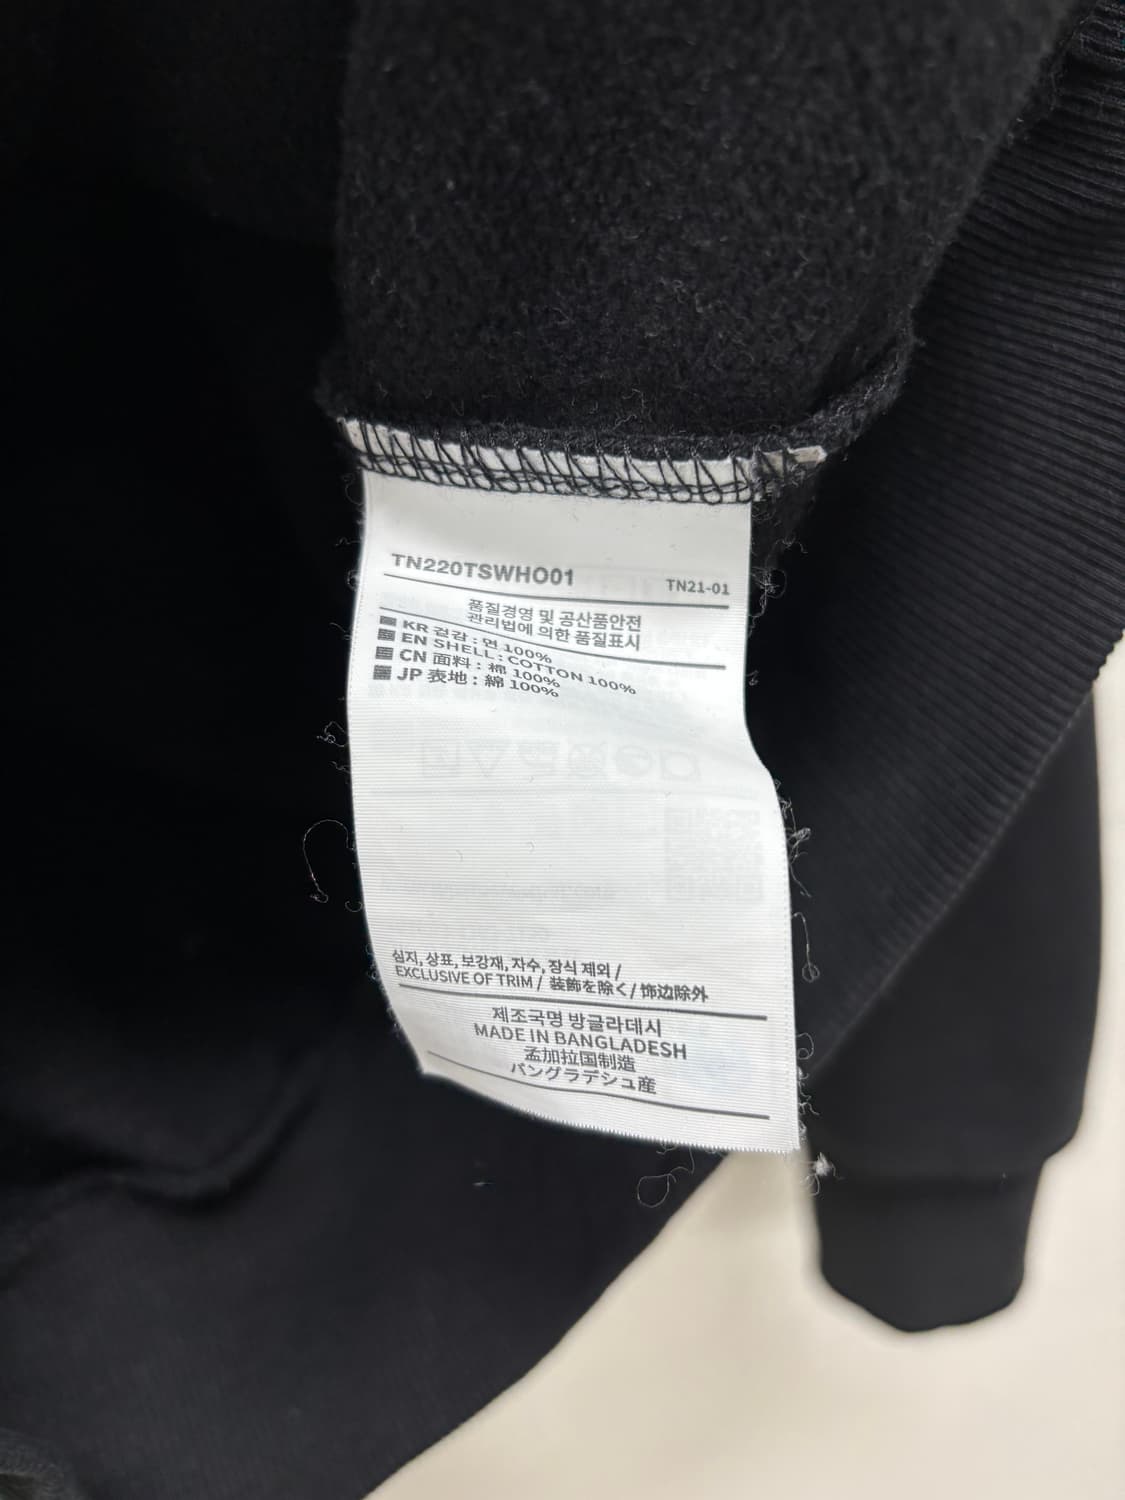 TN220TSWHO01
TN21-01
품질경영 및 공산품안전
관리법에 의한 품질표시
KR 겉감 : 면 100%
EN SHELL : COTTON 100%
CN 面料 : 棉 100%
JP 表地 : 綿 100%
심지, 상표, 보강재, 자수, 장식 제외 /
EXCLUSIVE OF TRIM / 装飾を除く / 饰边除外
제조국명 방글라데시
MADE IN BANGLADESH
孟加拉国制造
バングラデシュ産